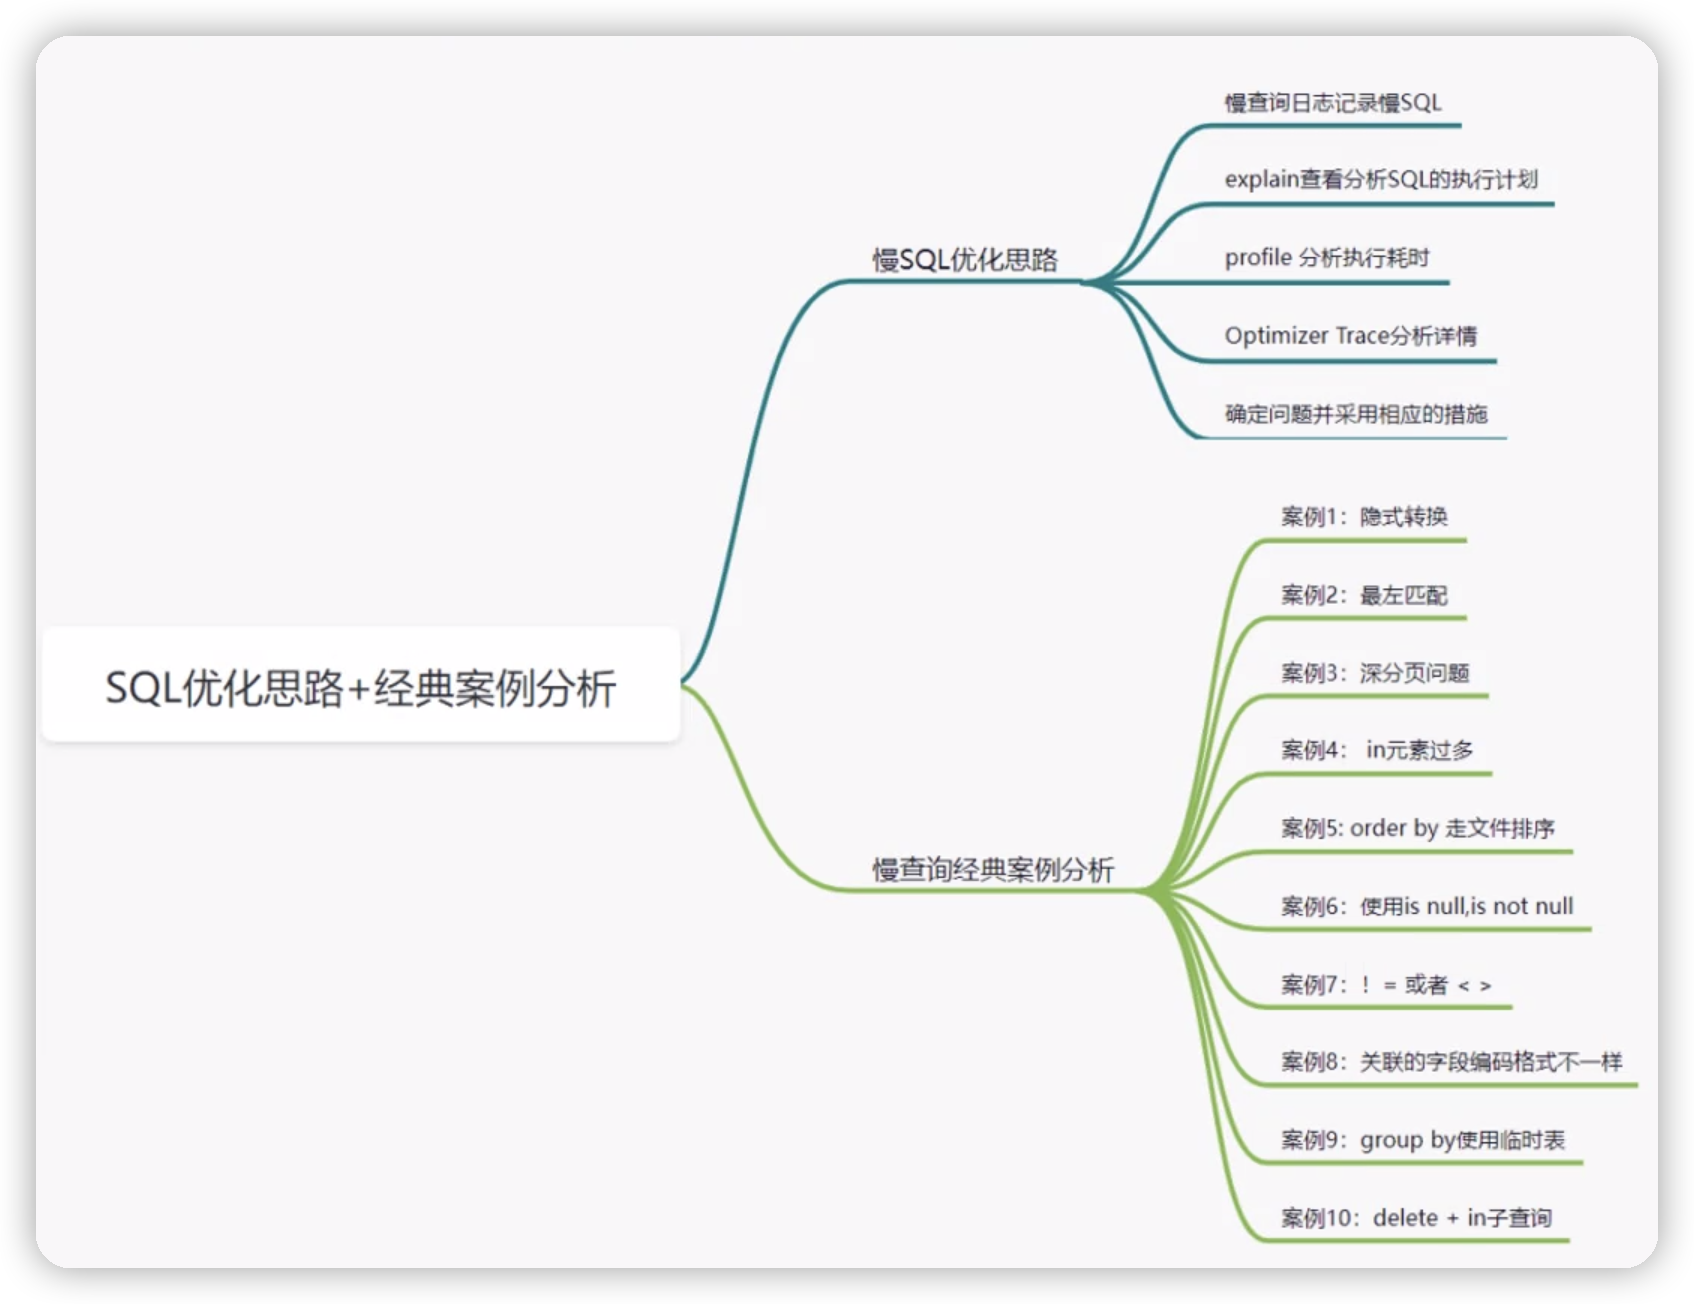 慢查询日志记录慢SQL
explain查看分析SQL的执行计划
profile 分析执行耗时
慢SQL优化思路
Optimizer Trace分析详情
确定问题并采用相应的措施
SQL优化思路+经典案例分析
案例1：隐式转换
案例2：最左匹配
案例3：深分页问题
案例4： in元素过多
案例5: order by 走文件排序
慢查询经典案例分析
案例6：使用is null,is not null
案例7：！= 或者 < >
案例8：关联的字段编码格式不一样
案例9：group by使用临时表
案例10：delete + in子查询